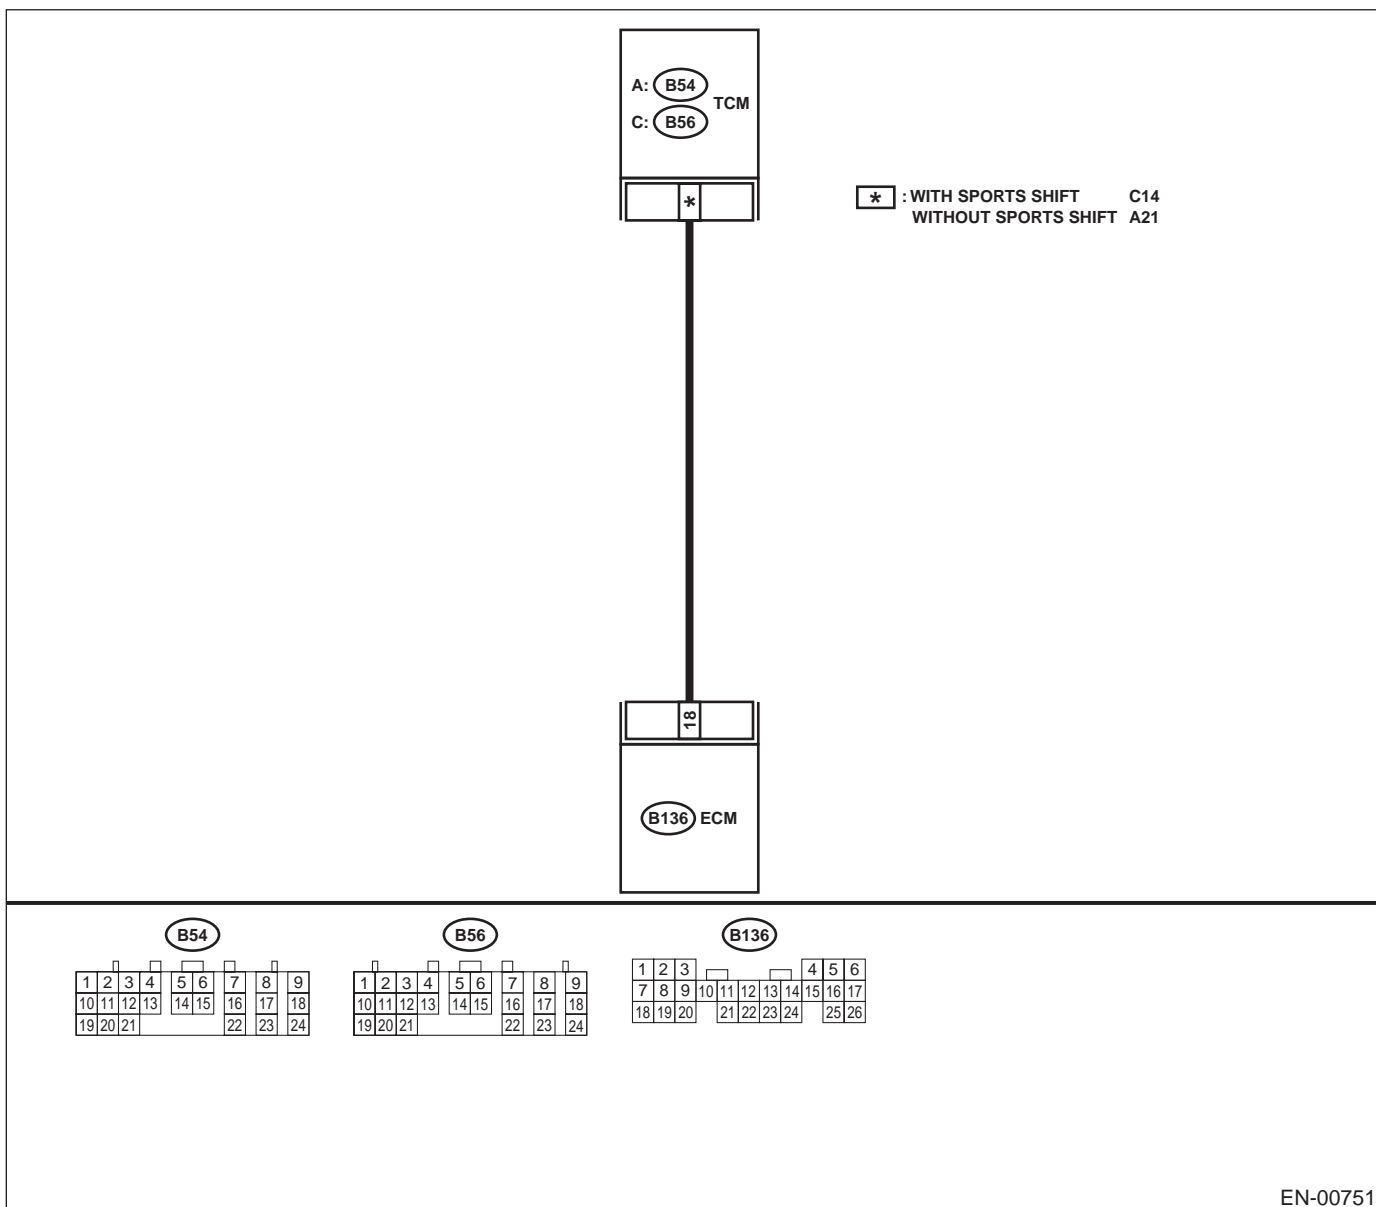 A: B54
TCM
C: B56
*
* : WITH SPORTS SHIFT C14
WITHOUT SPORTS SHIFT A21
18
B136 ECM
B54
1 2 3 4 5 6 7 8 9
10 11 12 13 14 15 16 17 18
19 20 21 22 23 24
B56
1 2 3 4 5 6 7 8 9
10 11 12 13 14 15 16 17 18
19 20 21 22 23 24
B136
1 2 3 4 5 6
7 8 9 10 11 12 13 14 15 16 17
18 19 20 21 22 23 24 25 26
EN-00751